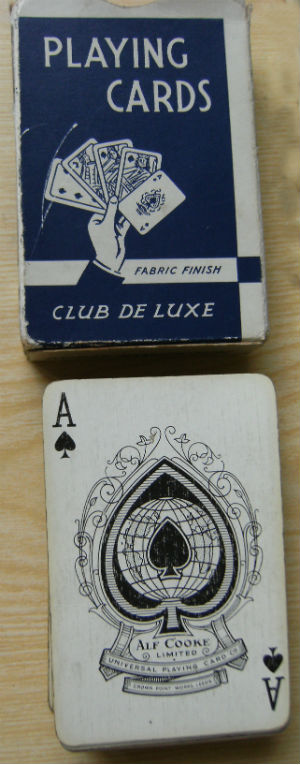 PLAYING
CARDS
FABRIC FINISH
CLUB DE LUXE
A
ALF COOKE
LIMITED
UNIVERSAL PLAYING CARD Co
CROWN POINT WORKS LEEDS
A